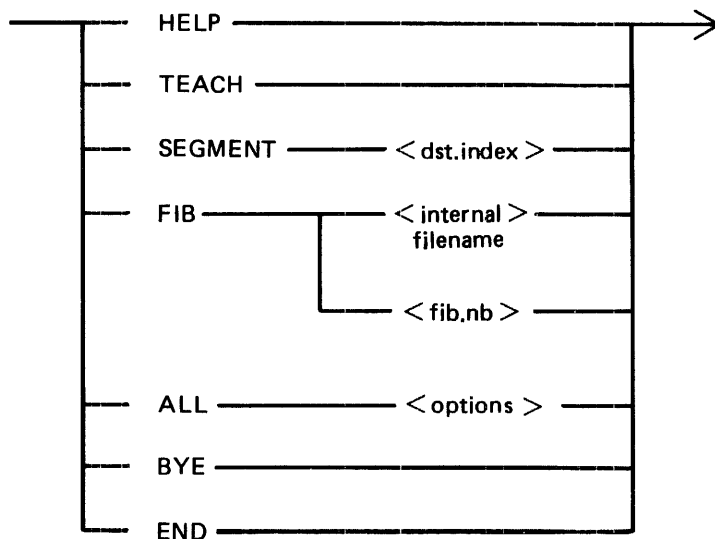 HELP
TEACH
SEGMENT <dst.index>
FIB <internal>
filename
<fib.nb>
ALL <options>
BYE
END